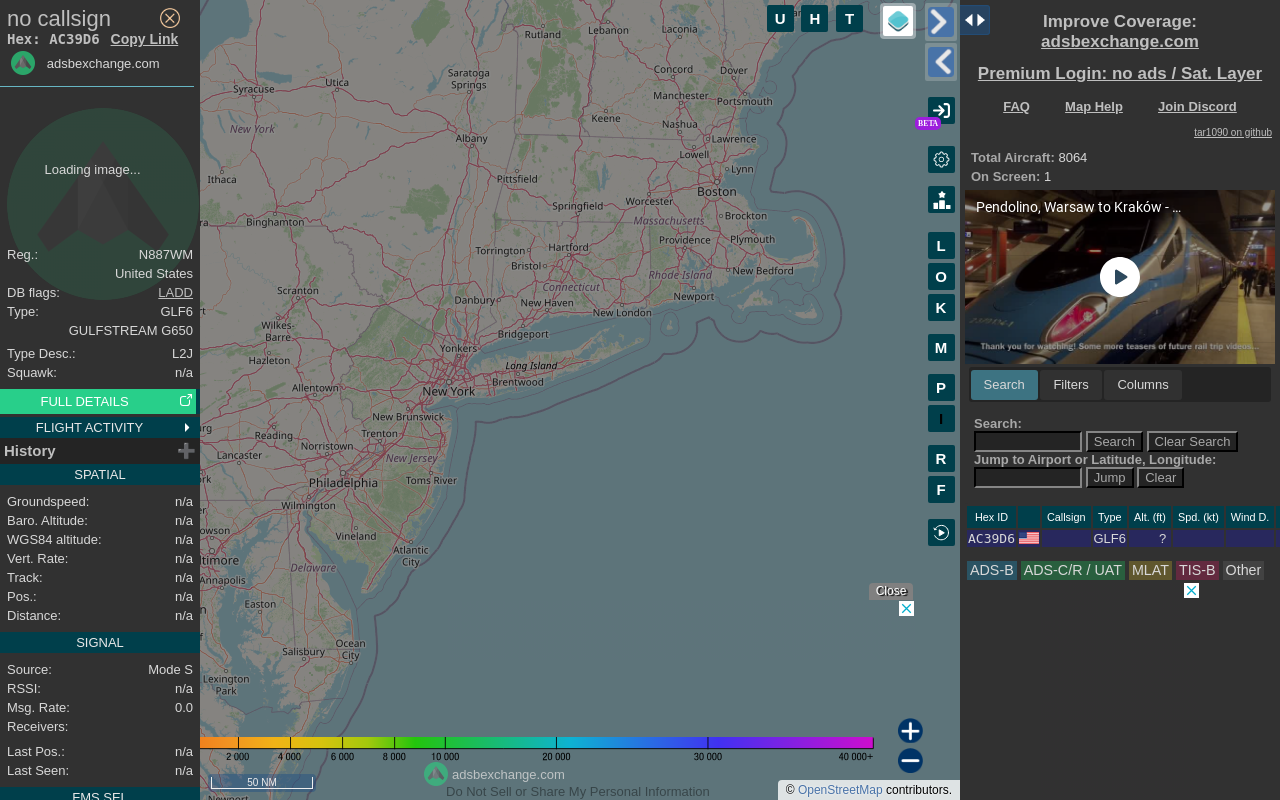 no callsign
Hex: AC39D6 Copy Link
adsbexchange.com
Loading image...
Reg.: N887WM
United States
DB flags: LADD
Type: GLF6
GULFSTREAM G650
Type Desc.: L2J
Squawk: n/a
FULL DETAILS
FLIGHT ACTIVITY
History
SPATIAL
Groundspeed: n/a
Baro. Altitude: n/a
WGS84 altitude: n/a
Vert. Rate: n/a
Track: n/a
Pos.: n/a
Distance: n/a
SIGNAL
Source: Mode S
RSSI: n/a
Msg. Rate: 0.0
Receivers:
Last Pos.: n/a
Last Seen: n/a
FMS SEL
U H T
BETA
L
O
K
M
P
I
R
F
Rutland
Lebanon
Laconia
Concord
Dover
Saratoga
Springs
Utica
Syracuse
Manchester
Portsmouth
Keene
Nashua
New York
Albany
Lawrence
Lowell
Lynn
Ithaca
Pittsfield
Boston
Worcester
Springfield
Massachusetts
Brockton
Binghamton
Providence
Plymouth
Hartford
Torrington
Bristol
Rhode Island
New Bedford
Connecticut
Newport
Scranton
Danbury
New Haven
New London
Wilkes-
Barre
Bridgeport
Yonkers
Hazleton
Long Island
Brentwood
Allentown
New York
New Brunswick
Reading
Trenton
Norristown
Lancaster
New Jersey
Philadelphia
Toms River
Wilmington
Vineland
Atlantic
City
timore
Delaware
Annapolis
Easton
Ocean
City
Salisbury
Lexington
Park
Newport
Close
2 000 4 000 6 000 8 000 10 000 20 000 30 000 40 000+
50 NM
adsbexchange.com
Do Not Sell or Share My Personal Information
© OpenStreetMap contributors.
Improve Coverage:
adsbexchange.com
Premium Login: no ads / Sat. Layer
FAQ Map Help Join Discord
tar1090 on github
Total Aircraft: 8064
On Screen: 1
Pendolino, Warsaw to Kraków - ...
Thank you for watching! Some more teasers of future rail trip videos...
Search Filters Columns
Search:
Search Clear Search
Jump to Airport or Latitude, Longitude:
Jump Clear
Hex ID Callsign Type Alt. (ft) Spd. (kt) Wind D.
AC39D6 GLF6 ?
ADS-B ADS-C/R / UAT MLAT TIS-B Other